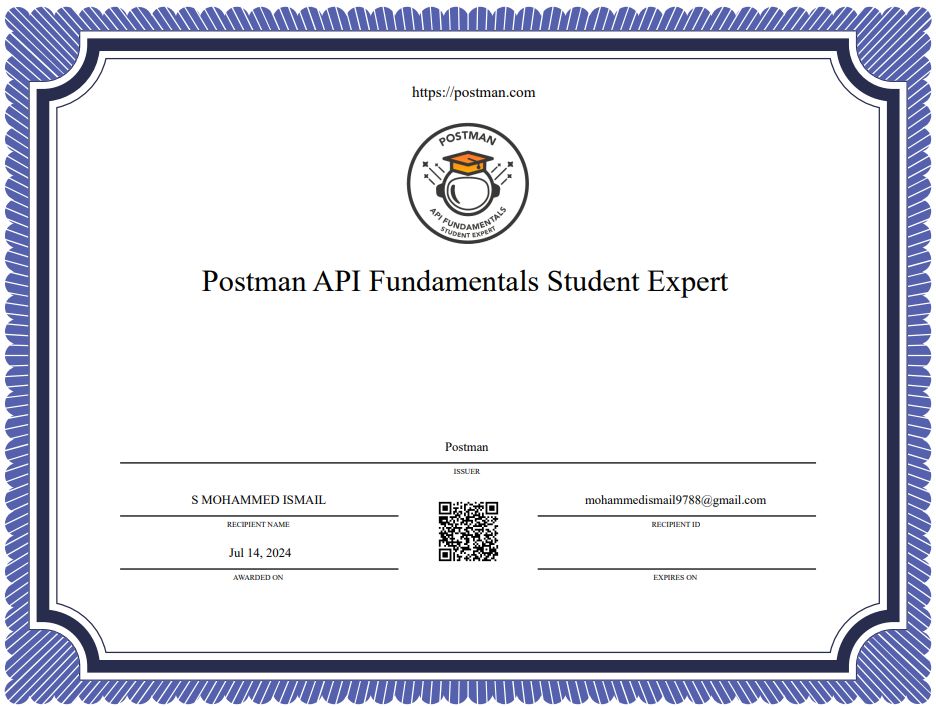 https://postman.com
POSTMAN
API FUNDAMENTALS
STUDENT EXPERT
Postman API Fundamentals Student Expert
Postman
ISSUER
S MOHAMMED ISMAIL
RECIPIENT NAME
mohammedismail9788@gmail.com
RECIPIENT ID
Jul 14, 2024
AWARDED ON
EXPIRES ON